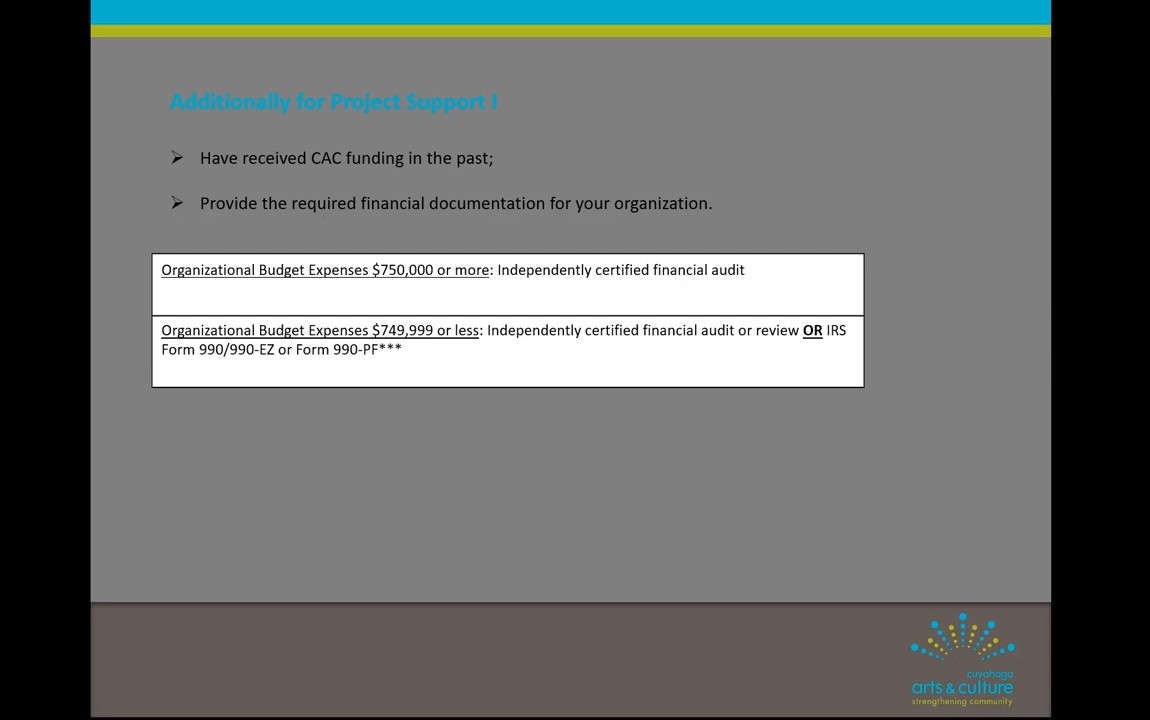 Additionally for Project Support I
➢ Have received CAC funding in the past;
➢ Provide the required financial documentation for your organization.
Organizational Budget Expenses $750,000 or more: Independently certified financial audit
Organizational Budget Expenses $749,999 or less: Independently certified financial audit or review OR IRS
Form 990/990-EZ or Form 990-PF***
cuyahoga
arts & culture
strengthening community